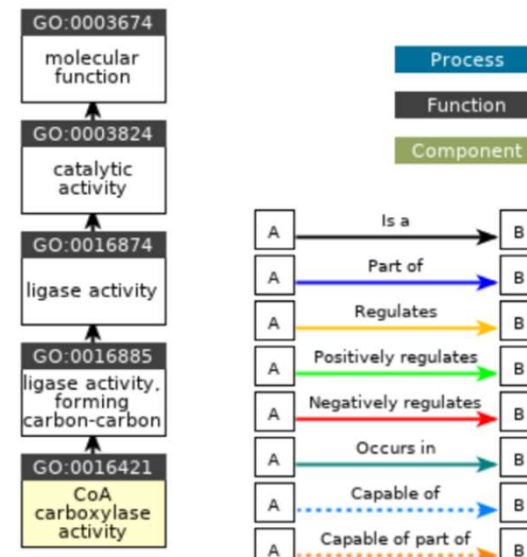 GO:0003674
molecular
function
GO:0003824
catalytic
activity
GO:0016874
ligase activity
GO:0016885
ligase activity,
forming
carbon-carbon
GO:0016421
CoA
carboxylase
activity
Process
Function
Component
A Is a B
A Part of B
A Regulates B
A Positively regulates B
A Negatively regulates B
A Occurs in B
A Capable of B
A Capable of part of B